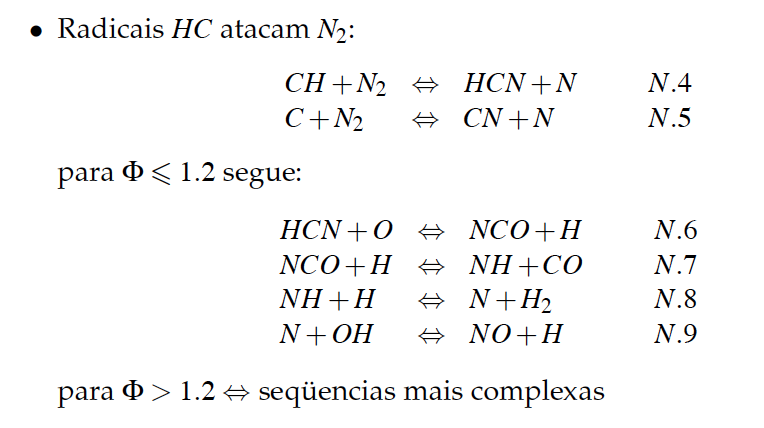 • Radicais HC atacam N₂:
CH + N₂ ⇔ HCN + N N.4
C + N₂ ⇔ CN + N N.5
para Φ ⩽ 1.2 segue:
HCN + O ⇔ NCO + H N.6
NCO + H ⇔ NH + CO N.7
NH + H ⇔ N + H₂ N.8
N + OH ⇔ NO + H N.9
para Φ > 1.2 ⇔ seqüencias mais complexas